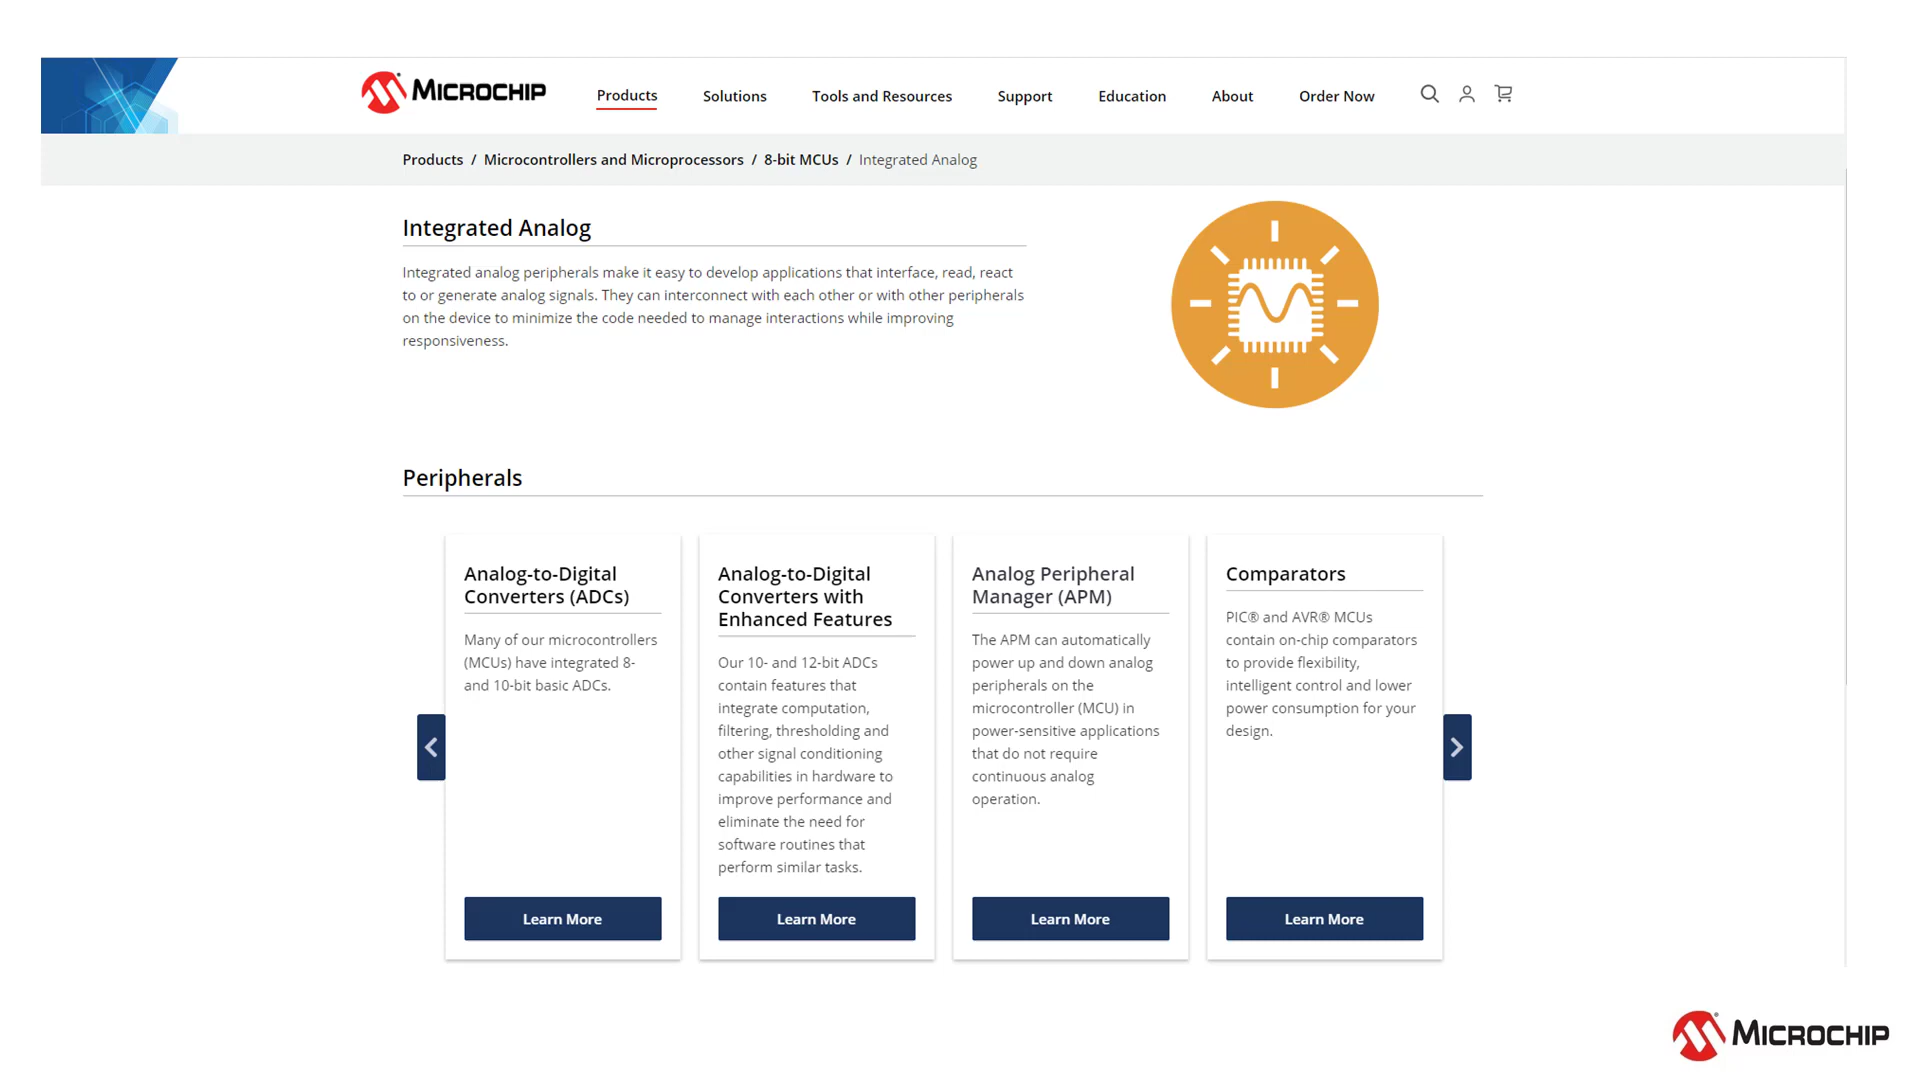 MICROCHIP
Products Solutions Tools and Resources Support Education About Order Now
Products / Microcontrollers and Microprocessors / 8-bit MCUs / Integrated Analog
Integrated Analog
Integrated analog peripherals make it easy to develop applications that interface, read, react
to or generate analog signals. They can interconnect with each other or with other peripherals
on the device to minimize the code needed to manage interactions while improving
responsiveness.
Peripherals
Analog-to-Digital
Converters (ADCs)
Many of our microcontrollers
(MCUs) have integrated 8-
and 10-bit basic ADCs.
Learn More
Analog-to-Digital
Converters with
Enhanced Features
Our 10- and 12-bit ADCs
contain features that
integrate computation,
filtering, thresholding and
other signal conditioning
capabilities in hardware to
improve performance and
eliminate the need for
software routines that
perform similar tasks.
Learn More
Analog Peripheral
Manager (APM)
The APM can automatically
power up and down analog
peripherals on the
microcontroller (MCU) in
power-sensitive applications
that do not require
continuous analog
operation.
Learn More
Comparators
PIC® and AVR® MCUs
contain on-chip comparators
to provide flexibility,
intelligent control and lower
power consumption for your
design.
Learn More
MICROCHIP